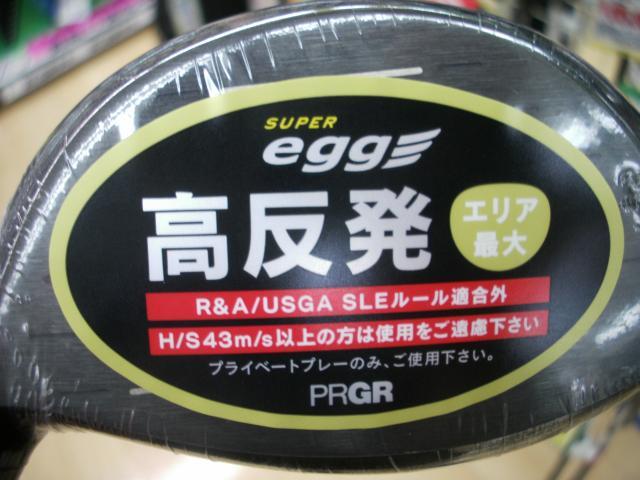 SUPER
egg
高反発
エリア
最大
R&A/USGA SLEルール適合外
H/S43m/s以上の方は使用をご遠慮下さい
プライベートプレーのみ、ご使用下さい。
PRGR